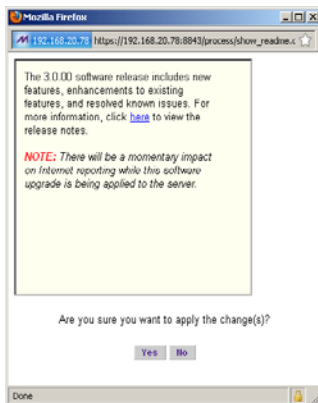 Mozilla Firefox
192.168.20.78 https://192.168.20.78:8843/process/show_readme.c
The 3.0.00 software release includes new
features, enhancements to existing
features, and resolved known issues. For
more information, click here to view the
release notes.
NOTE: There will be a momentary impact
on Internet reporting while this software
upgrade is being applied to the server.
Are you sure you want to apply the change(s)?
Yes No
Done